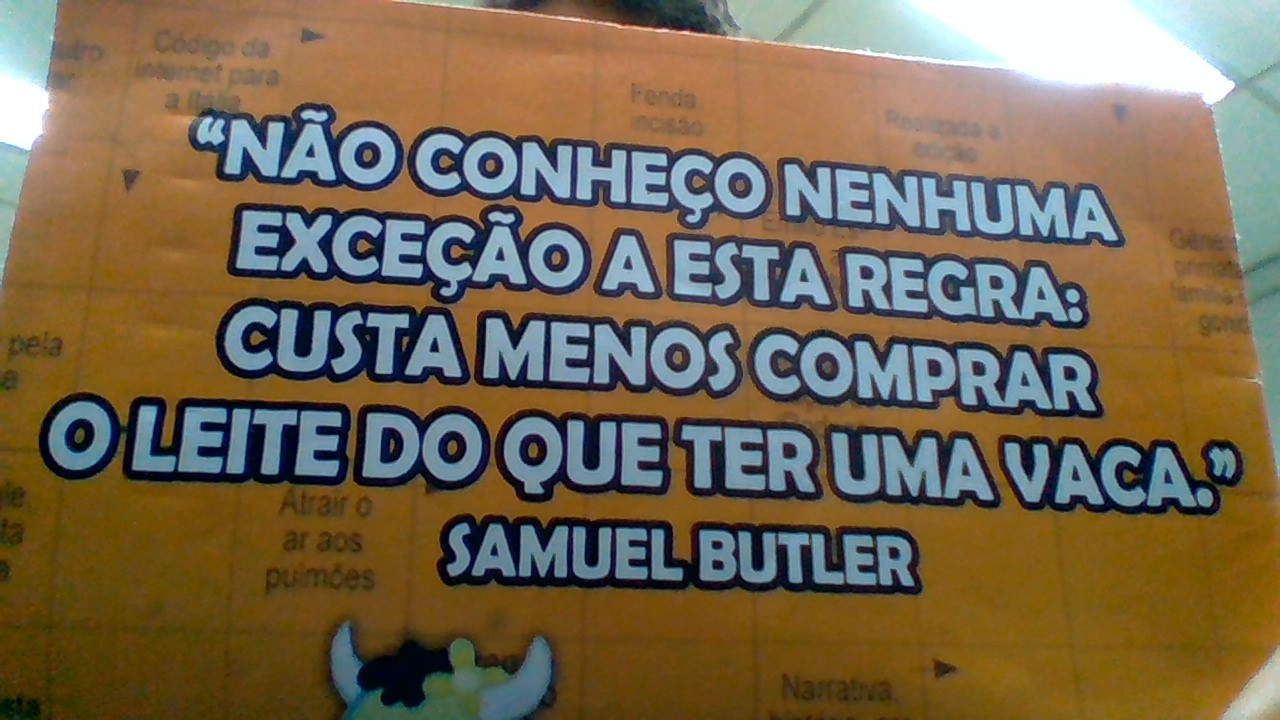 Código da
internet para
a Itália
Fenda,
incisão
“NÃO CONHEÇO NENHUMA
EXCEÇÃO A ESTA REGRA:
CUSTA MENOS COMPRAR
O LEITE DO QUE TER UMA VACA.”
SAMUEL BUTLER
pela
Atrair o
ar aos
pulmões
Narrativa,